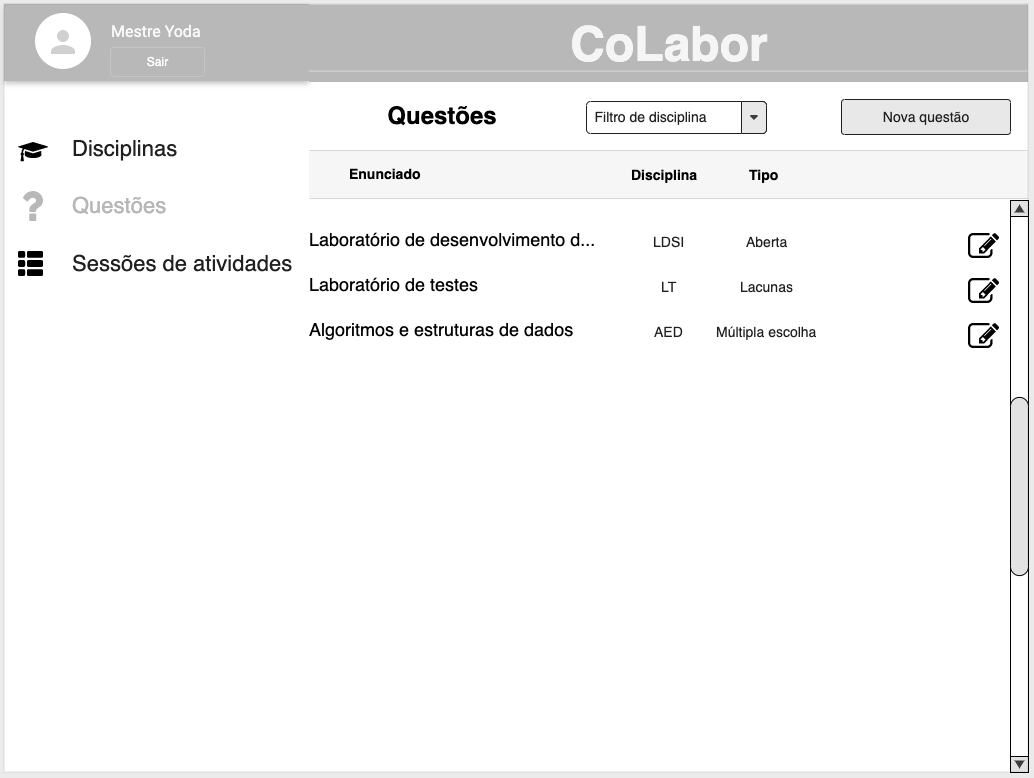 Mestre Yoda
Sair
CoLabor
Disciplinas
Questões
Sessões de atividades
Questões
Filtro de disciplina
Nova questão
Enunciado Disciplina Tipo
Laboratório de desenvolvimento d... LDSI Aberta
Laboratório de testes LT Lacunas
Algoritmos e estruturas de dados AED Múltipla escolha